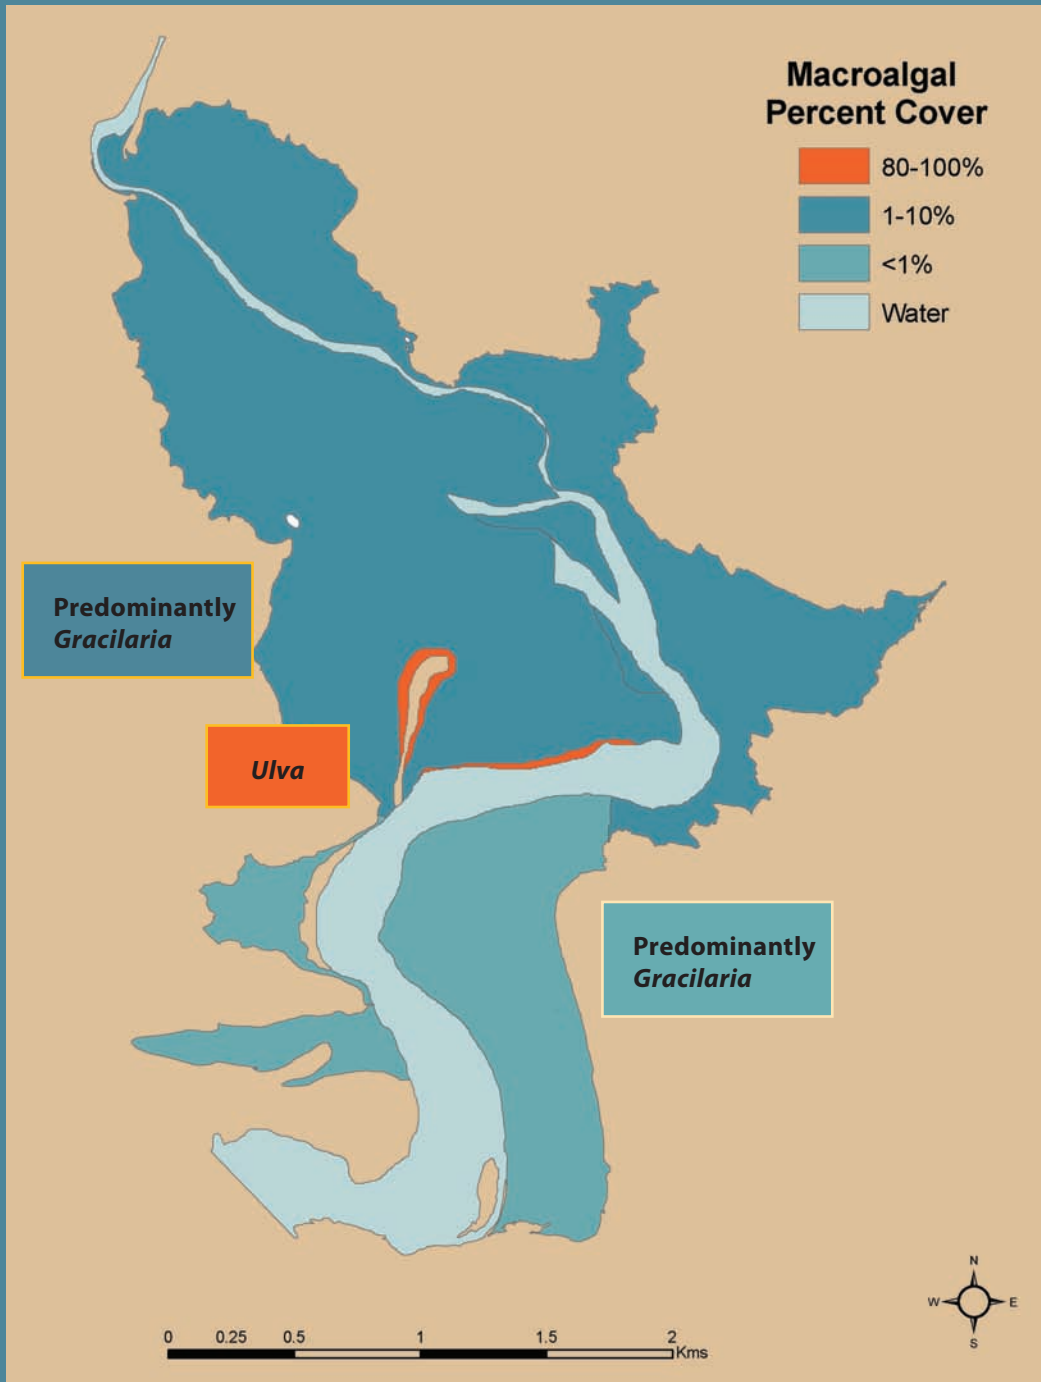 Macroalgal
Percent Cover
80-100%
1-10%
<1%
Water
Predominantly
Gracilaria
Ulva
Predominantly
Gracilaria
N
W E
S
0 0.25 0.5 1 1.5 2
Kms